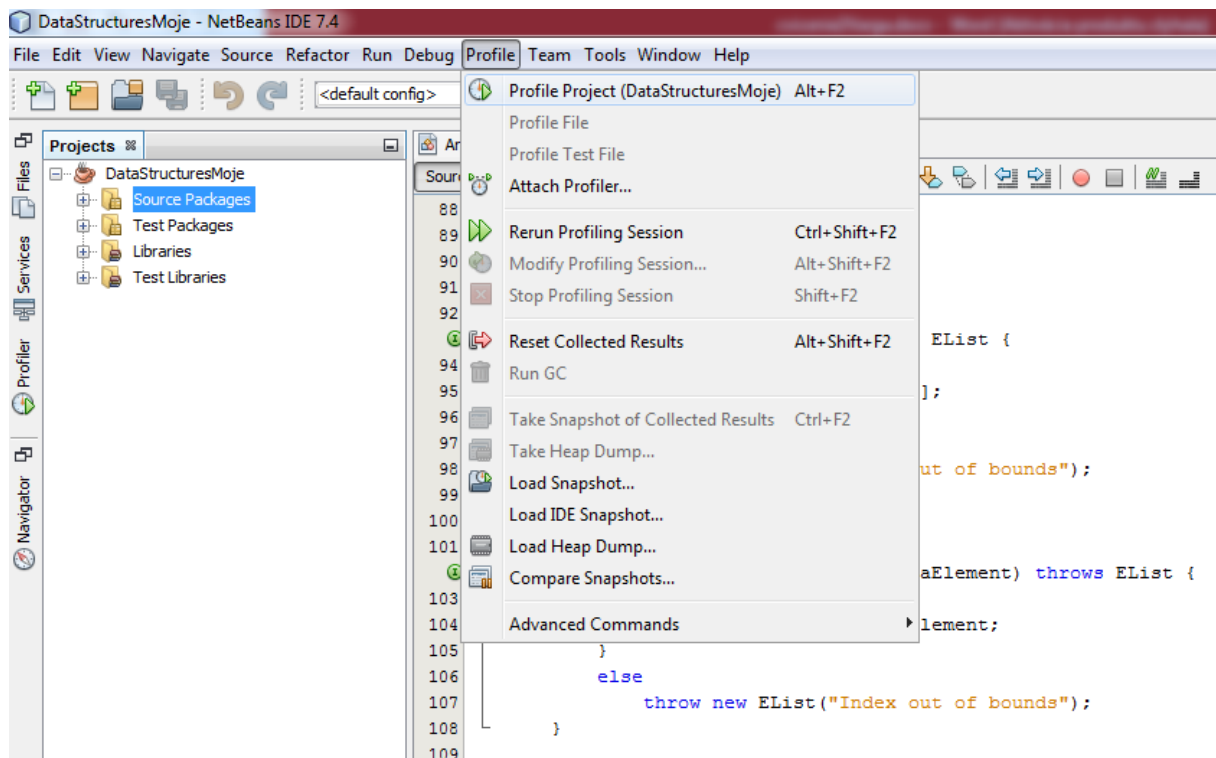 DataStructuresMoje - NetBeans IDE 7.4
File Edit View Navigate Source Refactor Run Debug Profile Team Tools Window Help
<default config>
Profile Project (DataStructuresMoje) Alt+F2
Profile File
Profile Test File
Attach Profiler...
Rerun Profiling Session Ctrl+Shift+F2
Modify Profiling Session... Alt+Shift+F2
Stop Profiling Session Shift+F2
Reset Collected Results Alt+Shift+F2
Run GC
Take Snapshot of Collected Results Ctrl+F2
Take Heap Dump...
Load Snapshot...
Load IDE Snapshot...
Load Heap Dump...
Compare Snapshots...
Advanced Commands
Files
Services
Profiler
Navigator
Projects
DataStructuresMoje
Source Packages
Test Packages
Libraries
Test Libraries
Ar
Sour
88
89
90
91
92
EList {
94
95 ];
96
97
98 ut of bounds");
99
100
101
aElement) throws EList {
103
104 lement;
105 }
106 else
107 throw new EList("Index out of bounds");
108 }
109